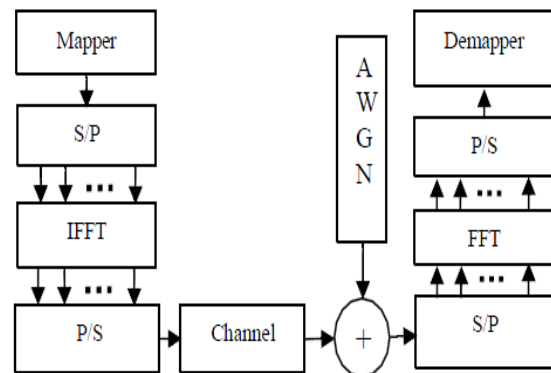 Mapper
S/P
...
IFFT
...
P/S
Channel
A
W
G
N
+
Demapper
P/S
...
FFT
...
S/P